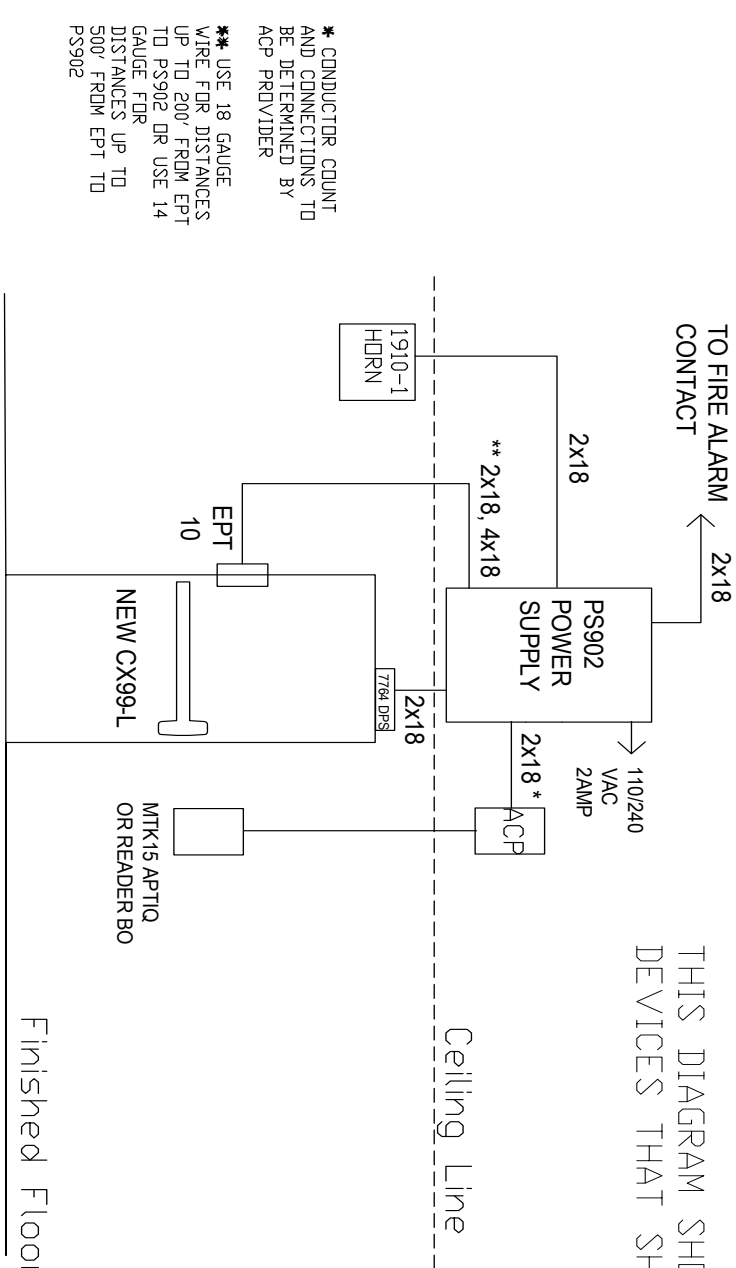 THIS DIAGRAM SHO
DEVICES THAT SH
TO FIRE ALARM
CONTACT
2x18
110/240
VAC
2AMP
PS902
POWER
SUPPLY
2x18
** 2x18, 4x18
2x18 *
ACP
Ceiling Line
1910-1
HORN
2x18
7764 DPS
EPT
10
NEW CX99-L
MTK15 APTIQ
OR READER BO
Finished Floor
* CONDUCTOR COUNT
AND CONNECTIONS TO
BE DETERMINED BY
ACP PROVIDER
** USE 18 GAUGE
WIRE FOR DISTANCES
UP TO 200' FROM EPT
TO PS902 OR USE 14
GAUGE FOR
DISTANCES UP TO
500' FROM EPT TO
PS902